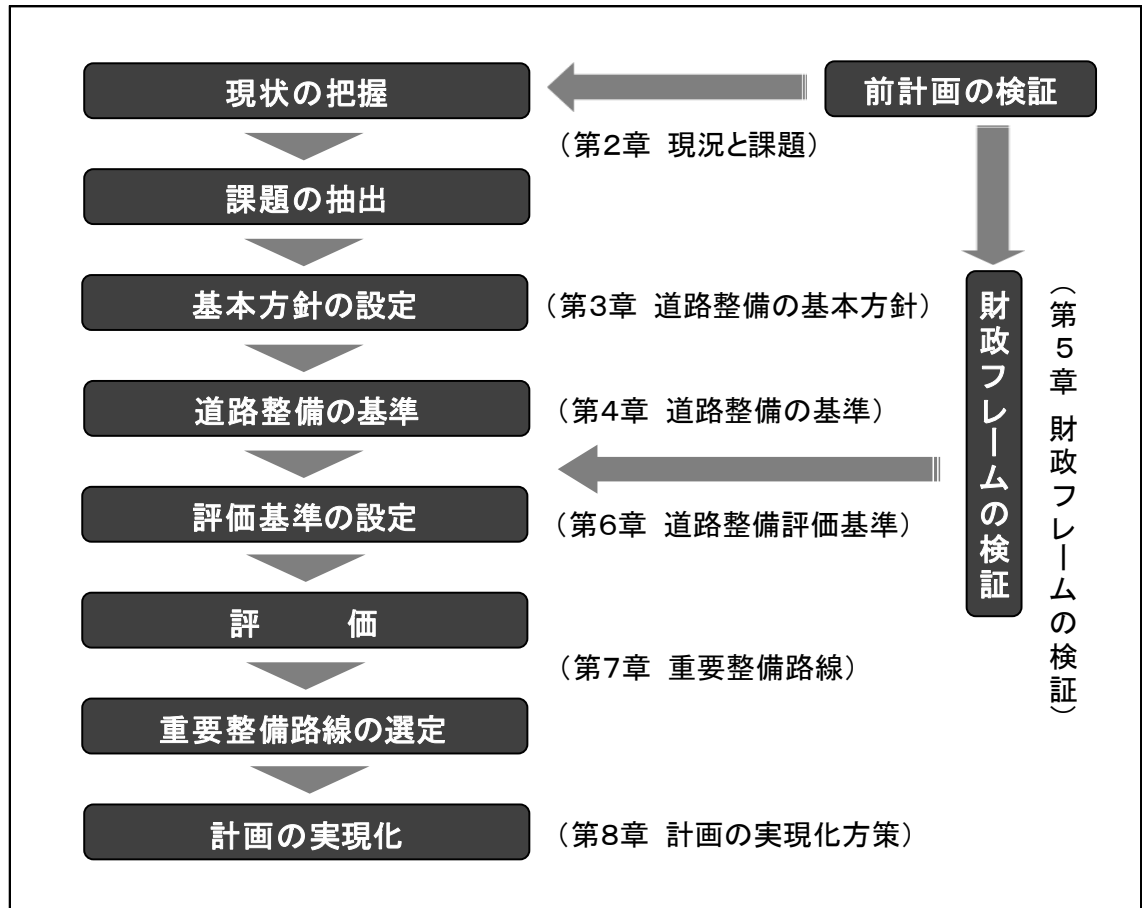 現状の把握
前計画の検証
（第２章 現況と課題）
課題の抽出
基本方針の設定
（第３章 道路整備の基本方針）
道路整備の基準
（第４章 道路整備の基準）
財政フレームの検証
（第５章 財政フレームの検証）
評価基準の設定
（第６章 道路整備評価基準）
評　　　価
（第７章 重要整備路線）
重要整備路線の選定
計画の実現化
（第８章 計画の実現化方策）